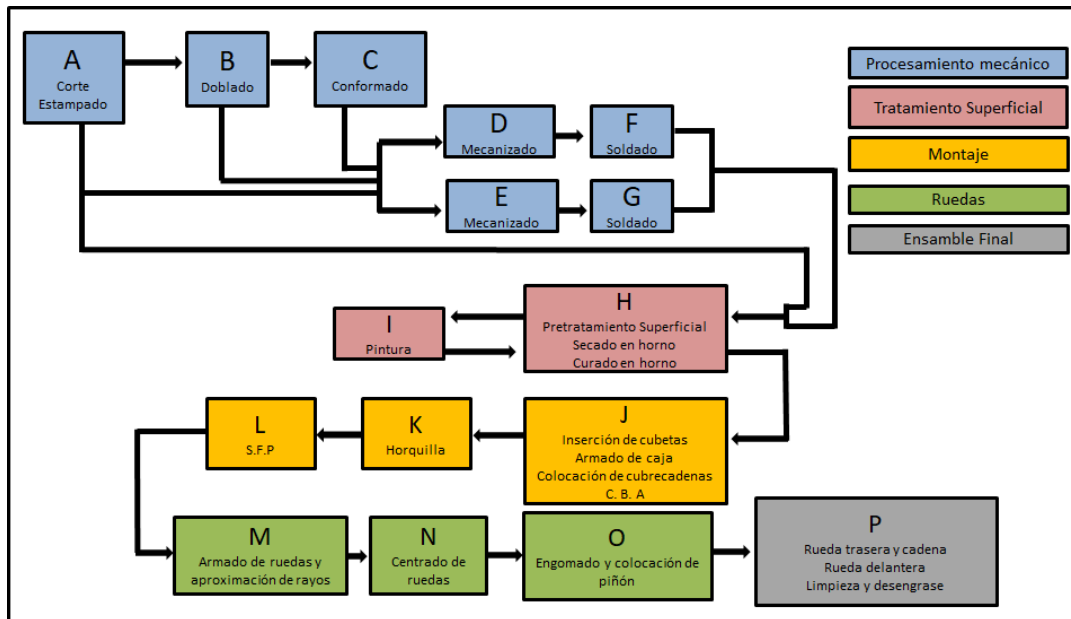 A
Corte
Estampado
B
Doblado
C
Conformado
D
Mecanizado
F
Soldado
E
Mecanizado
G
Soldado
Procesamiento mecánico
Tratamiento Superficial
Montaje
Ruedas
Ensamble Final
H
Pretratamiento Superficial
Secado en horno
Curado en horno
I
Pintura
L
S.F.P
K
Horquilla
J
Inserción de cubetas
Armado de caja
Colocación de cubrecadenas
C. B. A
M
Armado de ruedas y
aproximación de rayos
N
Centrado de
ruedas
O
Engomado y colocación de
piñón
P
Rueda trasera y cadena
Rueda delantera
Limpieza y desengrase